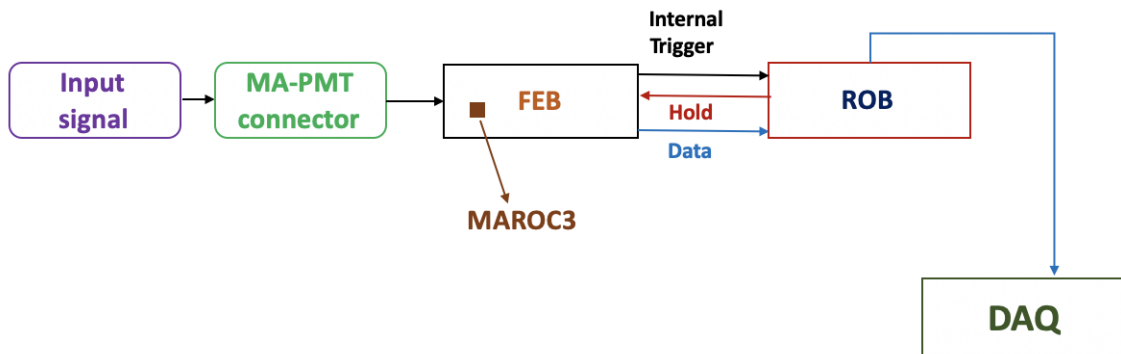 Internal
Trigger
Input
signal
MA-PMT
connector
FEB
Hold
ROB
Data
MAROC3
DAQ